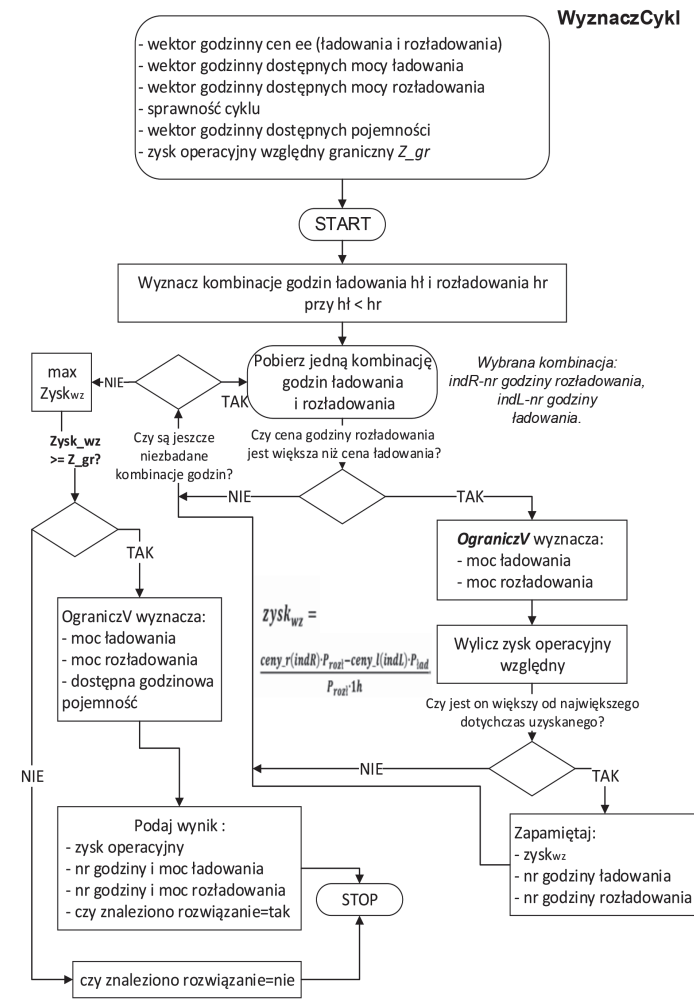 WyznaczCykl
- wektor godzinny cen ee (ładowania i rozładowania)
- wektor godzinny dostępnych mocy ładowania
- wektor godzinny dostępnych mocy rozładowania
- sprawność cyklu
- wektor godzinny dostępnych pojemności
- zysk operacyjny względny graniczny Z_gr
START
Wyznacz kombinacje godzin ładowania hł i rozładowania hr
przy hł < hr
Pobierz jedną kombinację
godzin ładowania
i rozładowania
Wybrana kombinacja:
indR-nr godziny rozładowania,
indL-nr godziny
ładowania.
max
Zyskwz
NIE
TAK
Zysk_wz
>= Z_gr?
Czy są jeszcze
niezbadane
kombinacje godzin?
Czy cena godziny rozładowania
jest większa niż cena ładowania?
NIE
TAK
OgraniczV wyznacza:
- moc ładowania
- moc rozładowania
TAK
OgraniczV wyznacza:
- moc ładowania
- moc rozładowania
- dostępna godzinowa
pojemność
zyskwz =
ceny_r(indR)·Prozł−ceny_l(indL)·Pład
Prozł·1h
Wylicz zysk operacyjny
względny
Czy jest on większy od największego
dotychczas uzyskanego?
NIE
TAK
NIE
Zapamiętaj:
- zyskwz
- nr godziny ładowania
- nr godziny rozładowania
Podaj wynik :
- zysk operacyjny
- nr godziny i moc ładowania
- nr godziny i moc rozładowania
- czy znaleziono rozwiązanie=tak
STOP
czy znaleziono rozwiązanie=nie